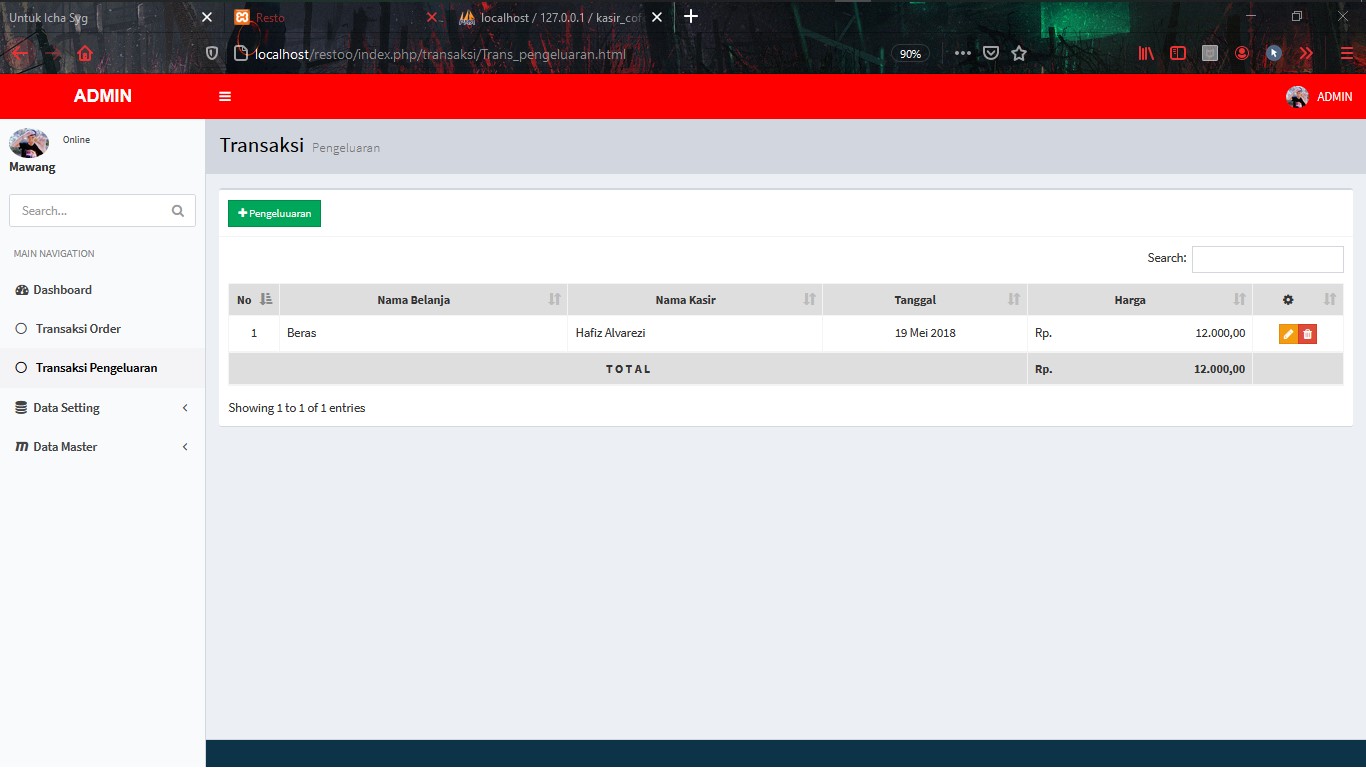 Untuk Icha Syg
Resto
localhost / 127.0.0.1 / kasir_cof
localhost/restoo/index.php/transaksi/Trans_pengeluaran.html
90%
ADMIN
ADMIN
Online
Mawang
Search...
MAIN NAVIGATION
Dashboard
Transaksi Order
Transaksi Pengeluaran
Data Setting
Data Master
Transaksi Pengeluaran
Pengeluuaran
Search:
No Nama Belanja Nama Kasir Tanggal Harga
1 Beras Hafiz Alvarezi 19 Mei 2018 Rp. 12.000,00
T O T A L Rp. 12.000,00
Showing 1 to 1 of 1 entries